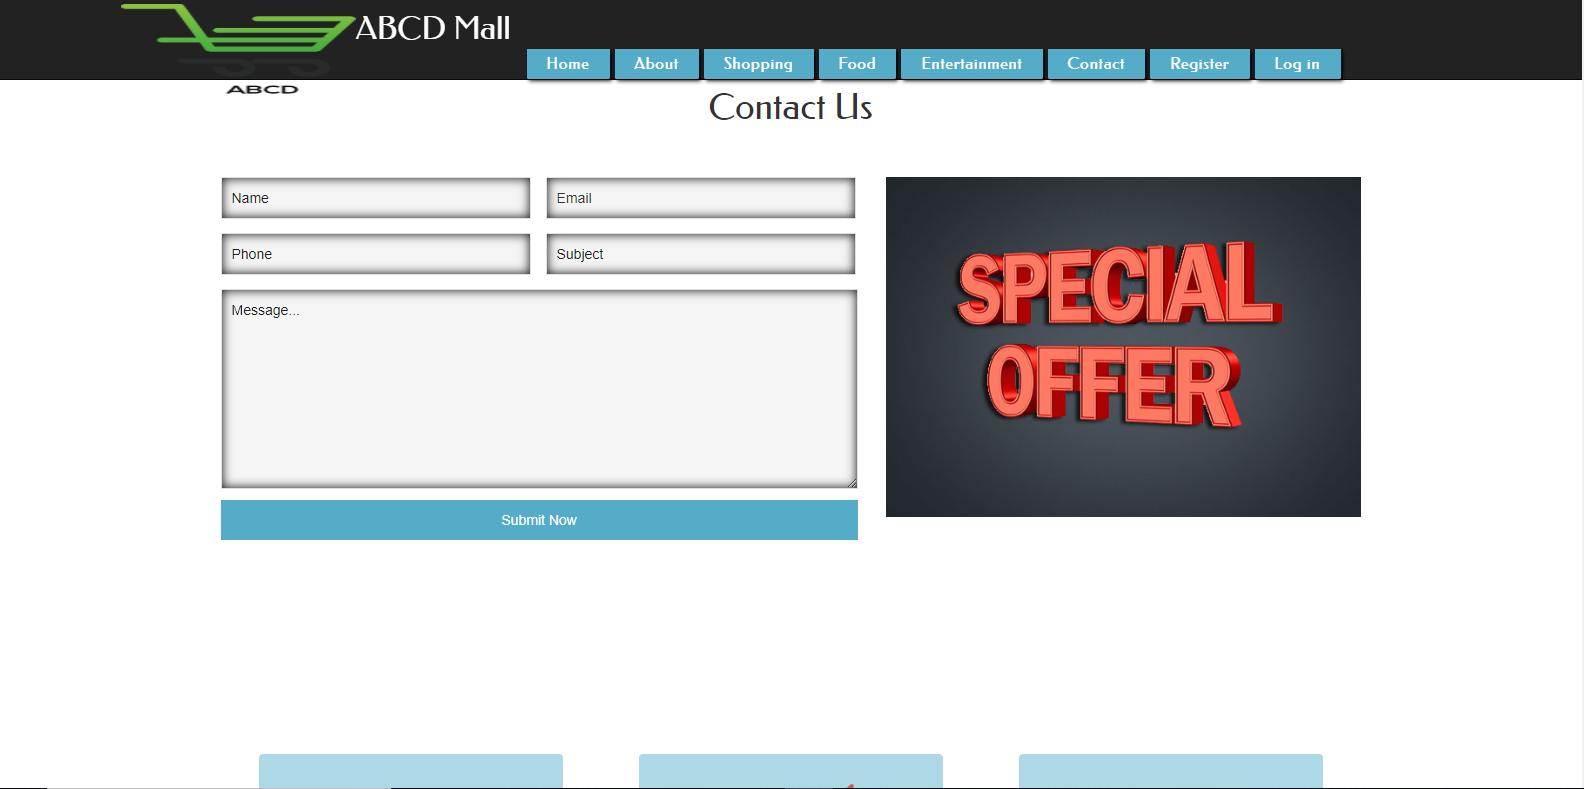 ABCD Mall
Home About Shopping Food Entertainment Contact Register Log in
ABCD
Contact Us
Name Email
Phone Subject
Message...
Submit Now
SPECIAL
OFFER